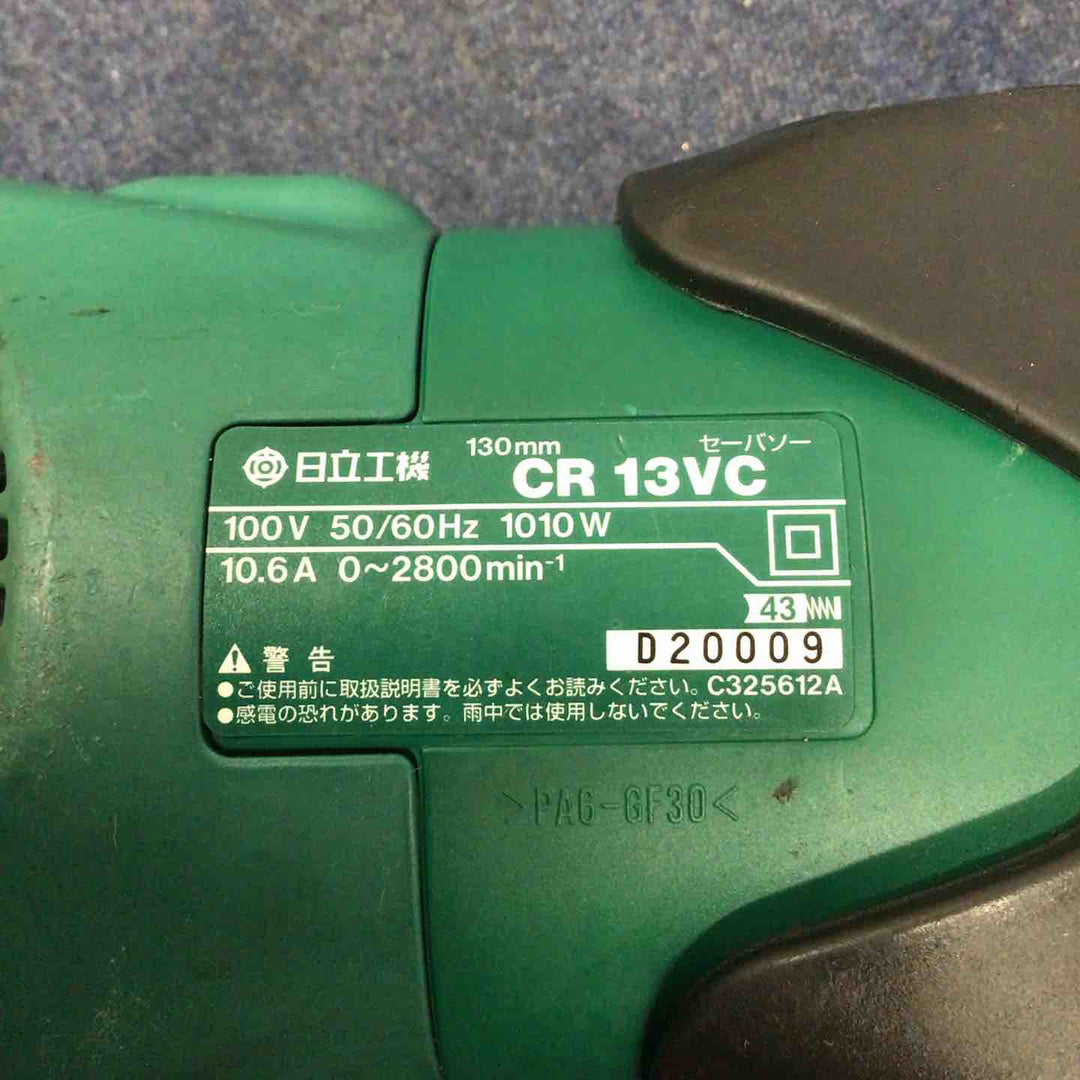 日立工機 130mm セーバソー
CR 13VC
100V 50/60Hz 1010W
10.6A 0～2800min⁻¹
43
D20009
警告
●ご使用前に取扱説明書を必ずよくお読みください。 C325612A
●感電の恐れがあります。雨中では使用しないでください。
>PA6-GF30<